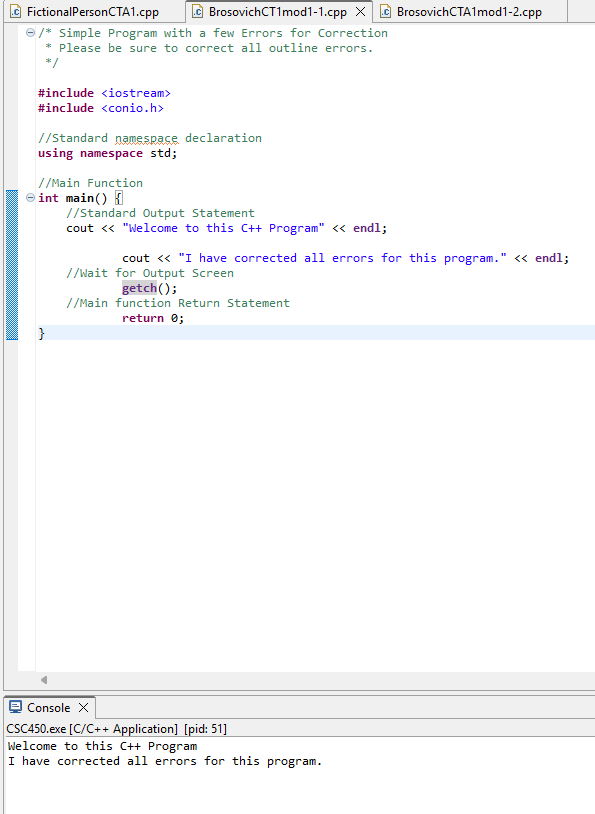 FictionalPersonCTA1.cpp BrosovichCT1mod1-1.cpp BrosovichCTA1mod1-2.cpp
/* Simple Program with a few Errors for Correction
* Please be sure to correct all outline errors.
*/
#include <iostream>
#include <conio.h>
//Standard namespace declaration
using namespace std;
//Main Function
int main() {
//Standard Output Statement
cout << "Welcome to this C++ Program" << endl;
cout << "I have corrected all errors for this program." << endl;
//Wait for Output Screen
getch();
//Main function Return Statement
return 0;
}
Console
CSC450.exe [C/C++ Application] [pid: 51]
Welcome to this C++ Program
I have corrected all errors for this program.